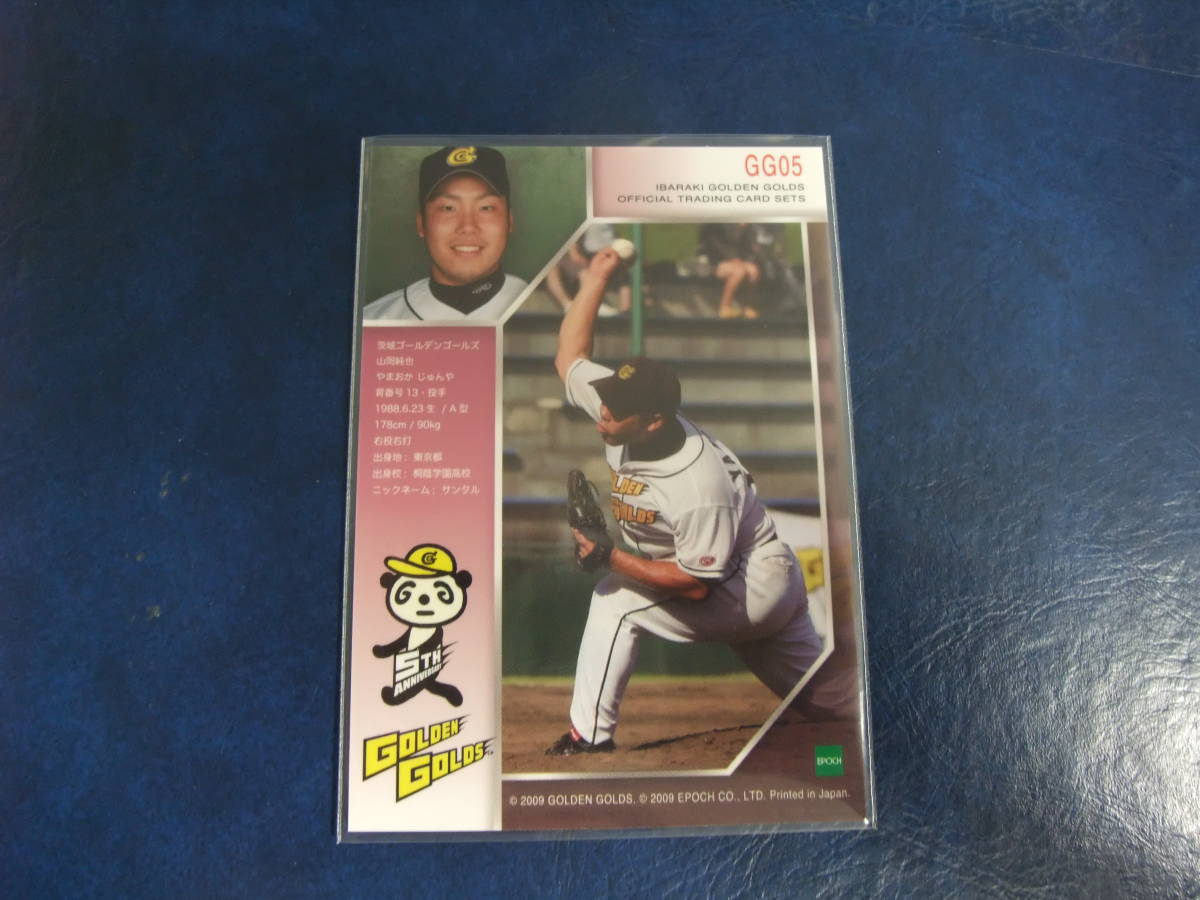 GG05
IBARAKI GOLDEN GOLDS
OFFICIAL TRADING CARD SETS
茨城ゴールデンゴールズ
山岡純也
やまおか じゅんや
背番号 13・投手
1988.6.23 生 / A 型
178cm / 90kg
右投右打
出身地： 東京都
出身校： 桐蔭学園高校
ニックネーム： サンタル
5TH
ANNIVERSARY
GOLDEN
GOLDS
GOLDEN
GOLDS
EPOCH
© 2009 GOLDEN GOLDS. © 2009 EPOCH CO., LTD. Printed in Japan.